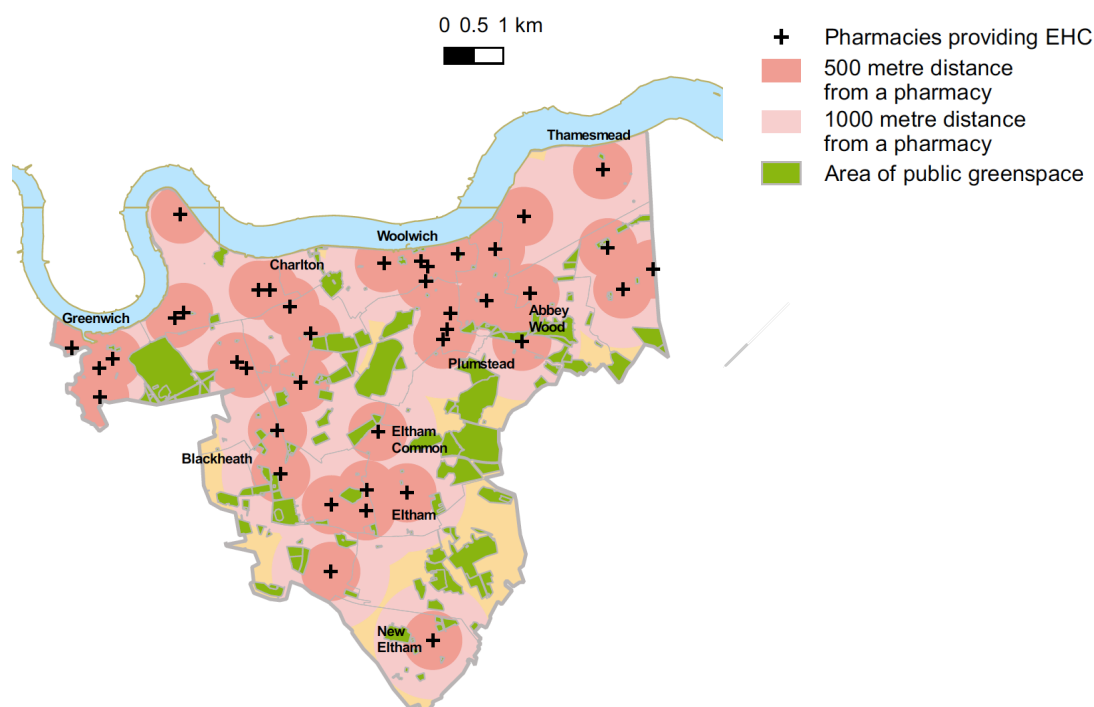 0 0.5 1 km
Pharmacies providing EHC
500 metre distance
from a pharmacy
1000 metre distance
from a pharmacy
Area of public greenspace
Thamesmead
Woolwich
Charlton
Greenwich
Abbey
Wood
Plumstead
Eltham
Common
Blackheath
Eltham
New
Eltham